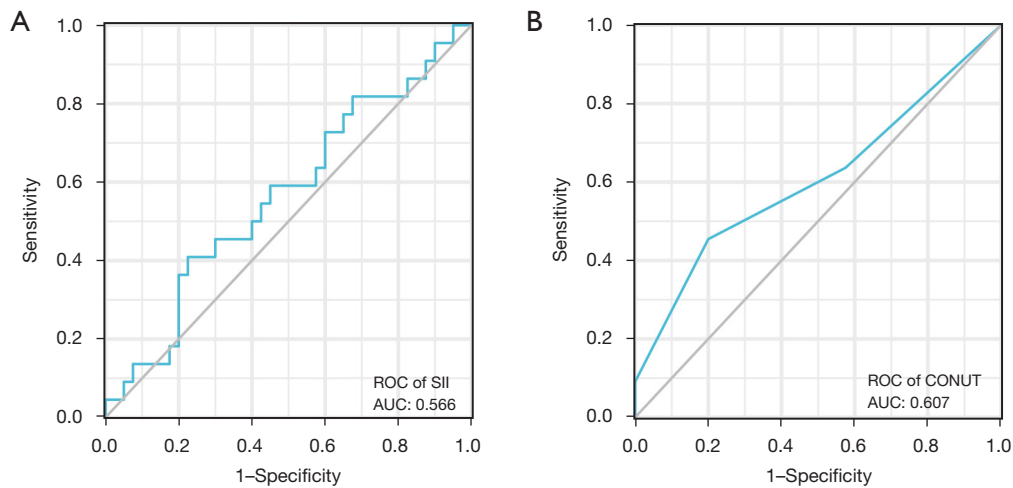 A
Sensitivity
1.0
0.8
0.6
0.4
0.2
0.0
ROC of SII
AUC: 0.566
0.0 0.2 0.4 0.6 0.8 1.0
1–Specificity
B
Sensitivity
1.0
0.8
0.6
0.4
0.2
0.0
ROC of CONUT
AUC: 0.607
0.0 0.2 0.4 0.6 0.8 1.0
1–Specificity